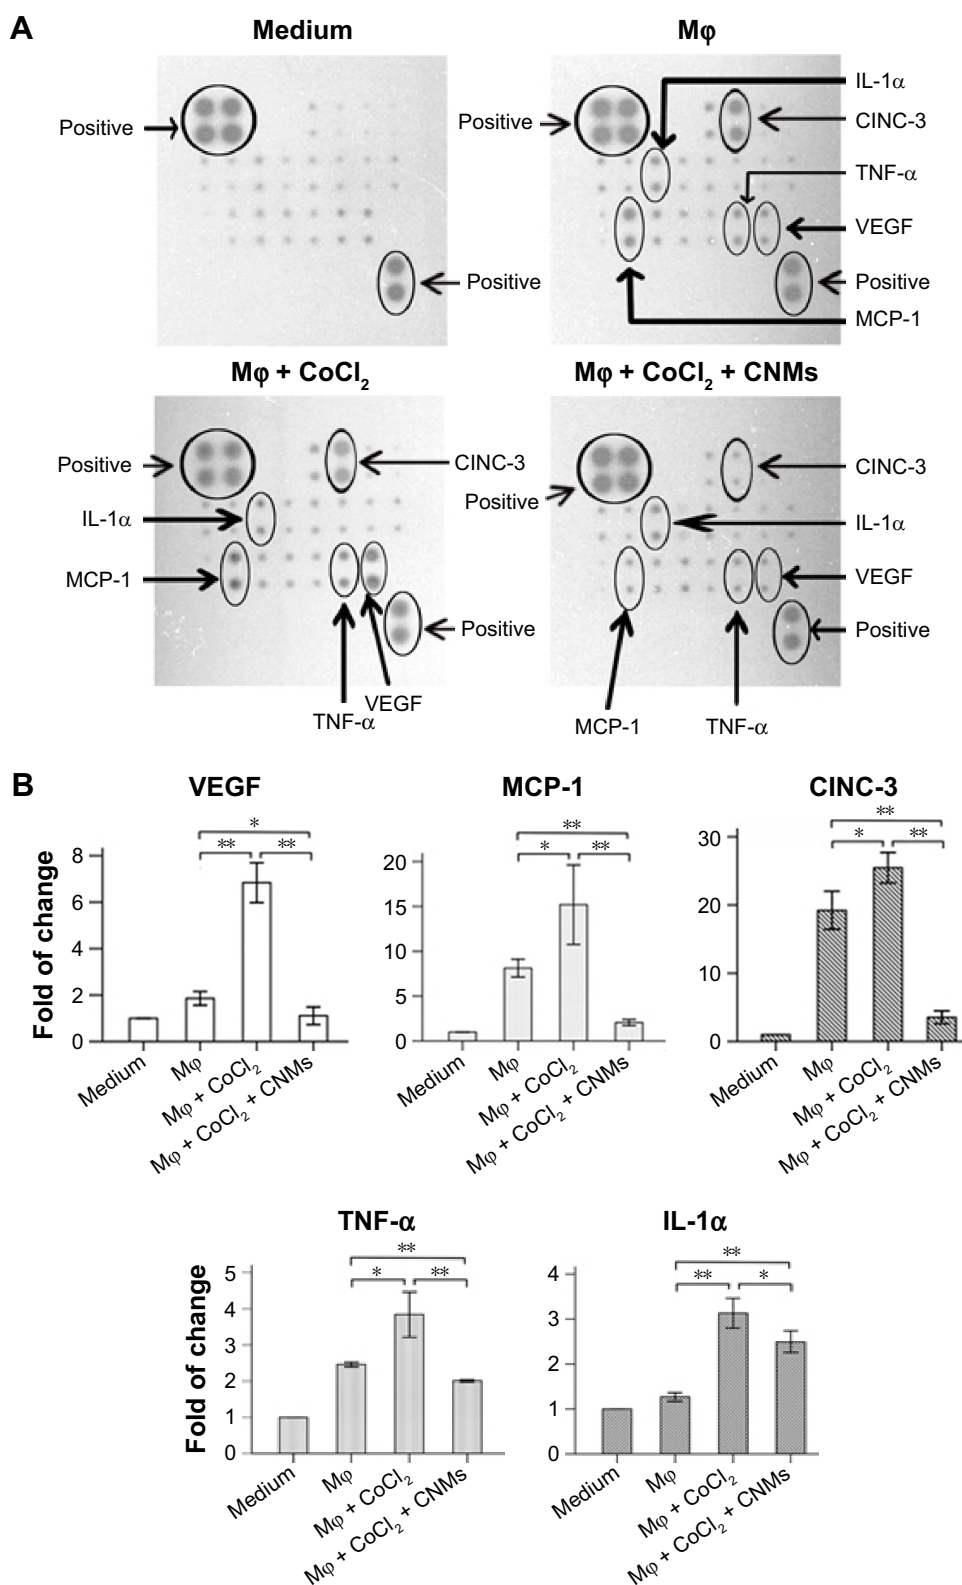 A
Medium
Mφ
Positive
Positive
Positive
IL-1α
CINC-3
TNF-α
VEGF
Positive
MCP-1
Mφ + CoCl₂
Mφ + CoCl₂ + CNMs
Positive
IL-1α
MCP-1
CINC-3
Positive
TNF-α
VEGF
Positive
CINC-3
IL-1α
VEGF
Positive
MCP-1
TNF-α
B
VEGF
Fold of change
8
6
4
2
0
*
** **
Medium
Mφ
Mφ + CoCl₂
Mφ + CoCl₂ + CNMs
MCP-1
20
15
10
5
0
**
* **
Medium
Mφ
Mφ + CoCl₂
Mφ + CoCl₂ + CNMs
CINC-3
30
20
10
0
**
* **
Medium
Mφ
Mφ + CoCl₂
Mφ + CoCl₂ + CNMs
TNF-α
Fold of change
5
4
3
2
1
0
**
* **
Medium
Mφ
Mφ + CoCl₂
Mφ + CoCl₂ + CNMs
IL-1α
4
3
2
1
0
**
** *
Medium
Mφ
Mφ + CoCl₂
Mφ + CoCl₂ + CNMs